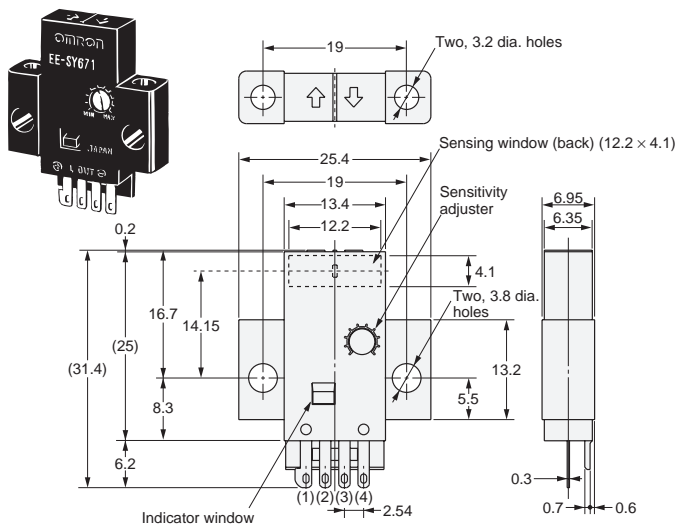 OMRON
EE-SY671
MIN MAX
JAPAN
⊕ L OUT ⊖
19
Two, 3.2 dia. holes
25.4
19
13.4
12.2
Sensing window (back) (12.2 × 4.1)
Sensitivity
adjuster
6.95
6.35
0.2
4.1
Two, 3.8 dia.
holes
16.7
14.15
(25)
(31.4)
13.2
5.5
8.3
6.2
(1) (2) (3) (4)
2.54
0.3
0.7
0.6
Indicator window